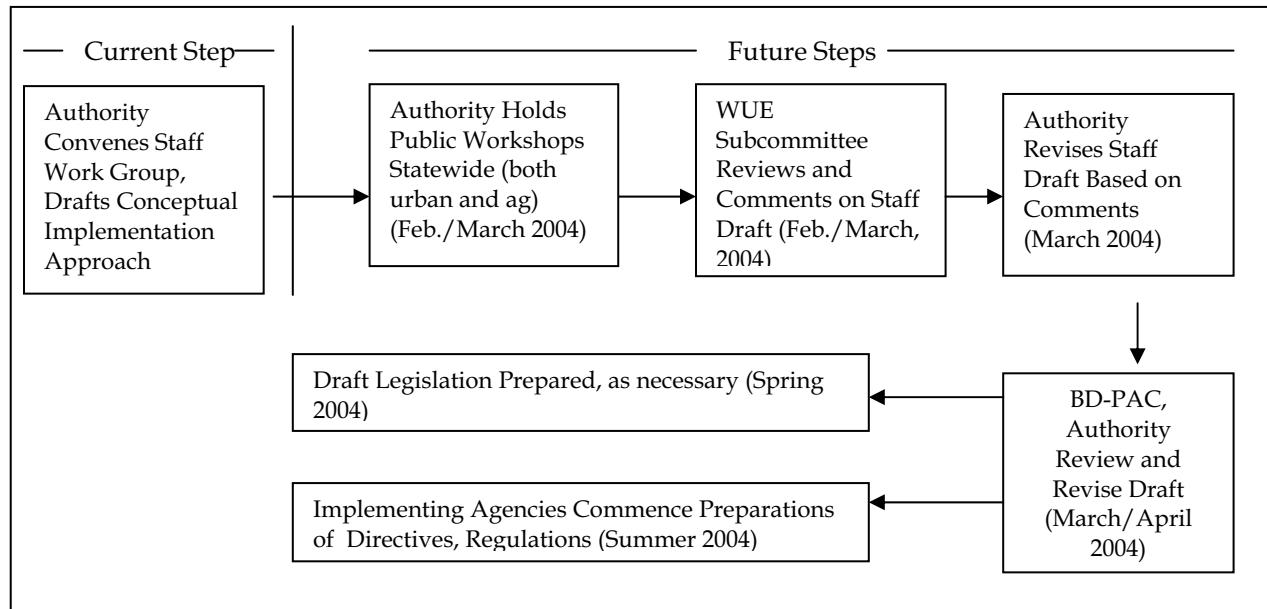 Current Step
Future Steps
Authority
Convenes Staff
Work Group,
Drafts Conceptual
Implementation
Approach
Authority Holds
Public Workshops
Statewide (both
urban and ag)
(Feb./March 2004)
WUE
Subcommittee
Reviews and
Comments on Staff
Draft (Feb./March,
2004)
Authority
Revises Staff
Draft Based on
Comments
(March 2004)
Draft Legislation Prepared, as necessary (Spring
2004)
Implementing Agencies Commence Preparations
of Directives, Regulations (Summer 2004)
BD-PAC,
Authority
Review and
Revise Draft
(March/April
2004)